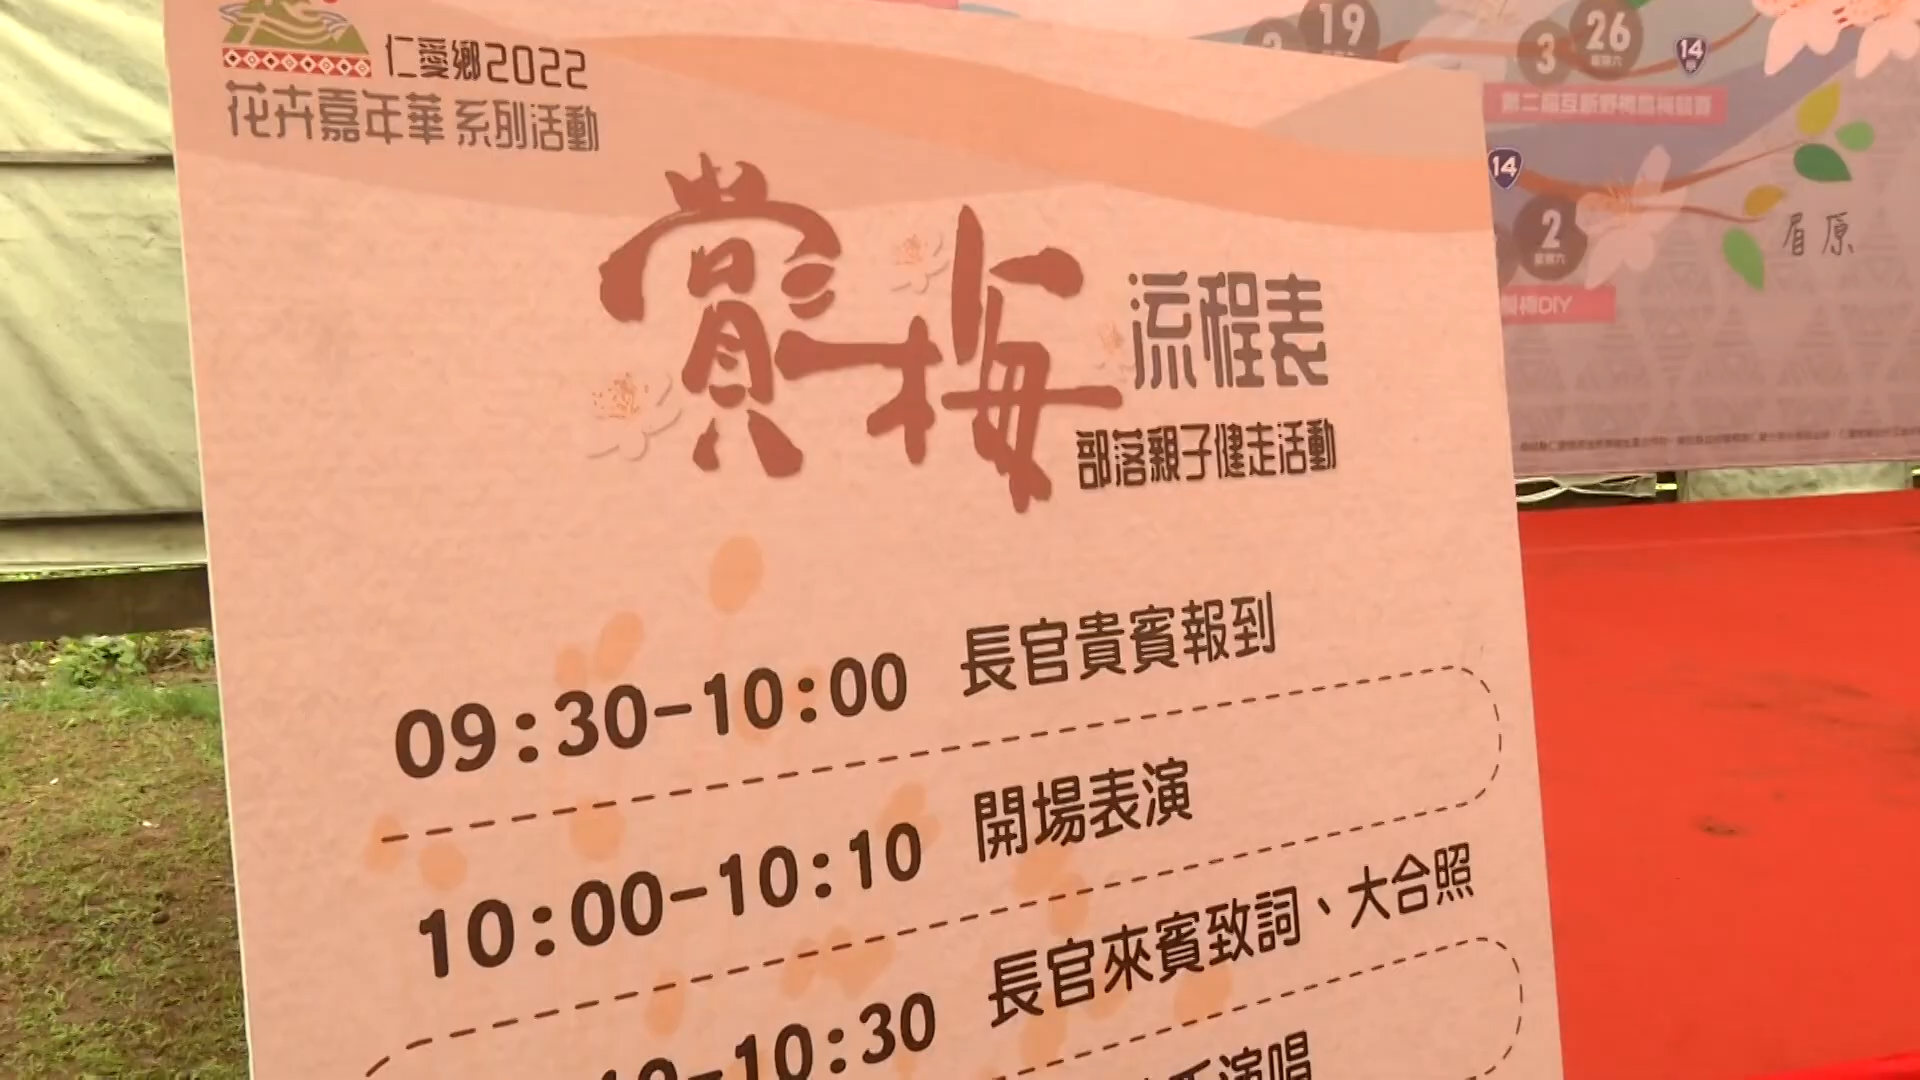 仁愛鄉2022
花卉嘉年華 系列活動
賞梅 流程表
部落親子健走活動
09:30-10:00 長官貴賓報到
10:00-10:10 開場表演
-10:30 長官來賓致詞、大合照
演唱
19
3
26
14
14
2
眉原
DIY